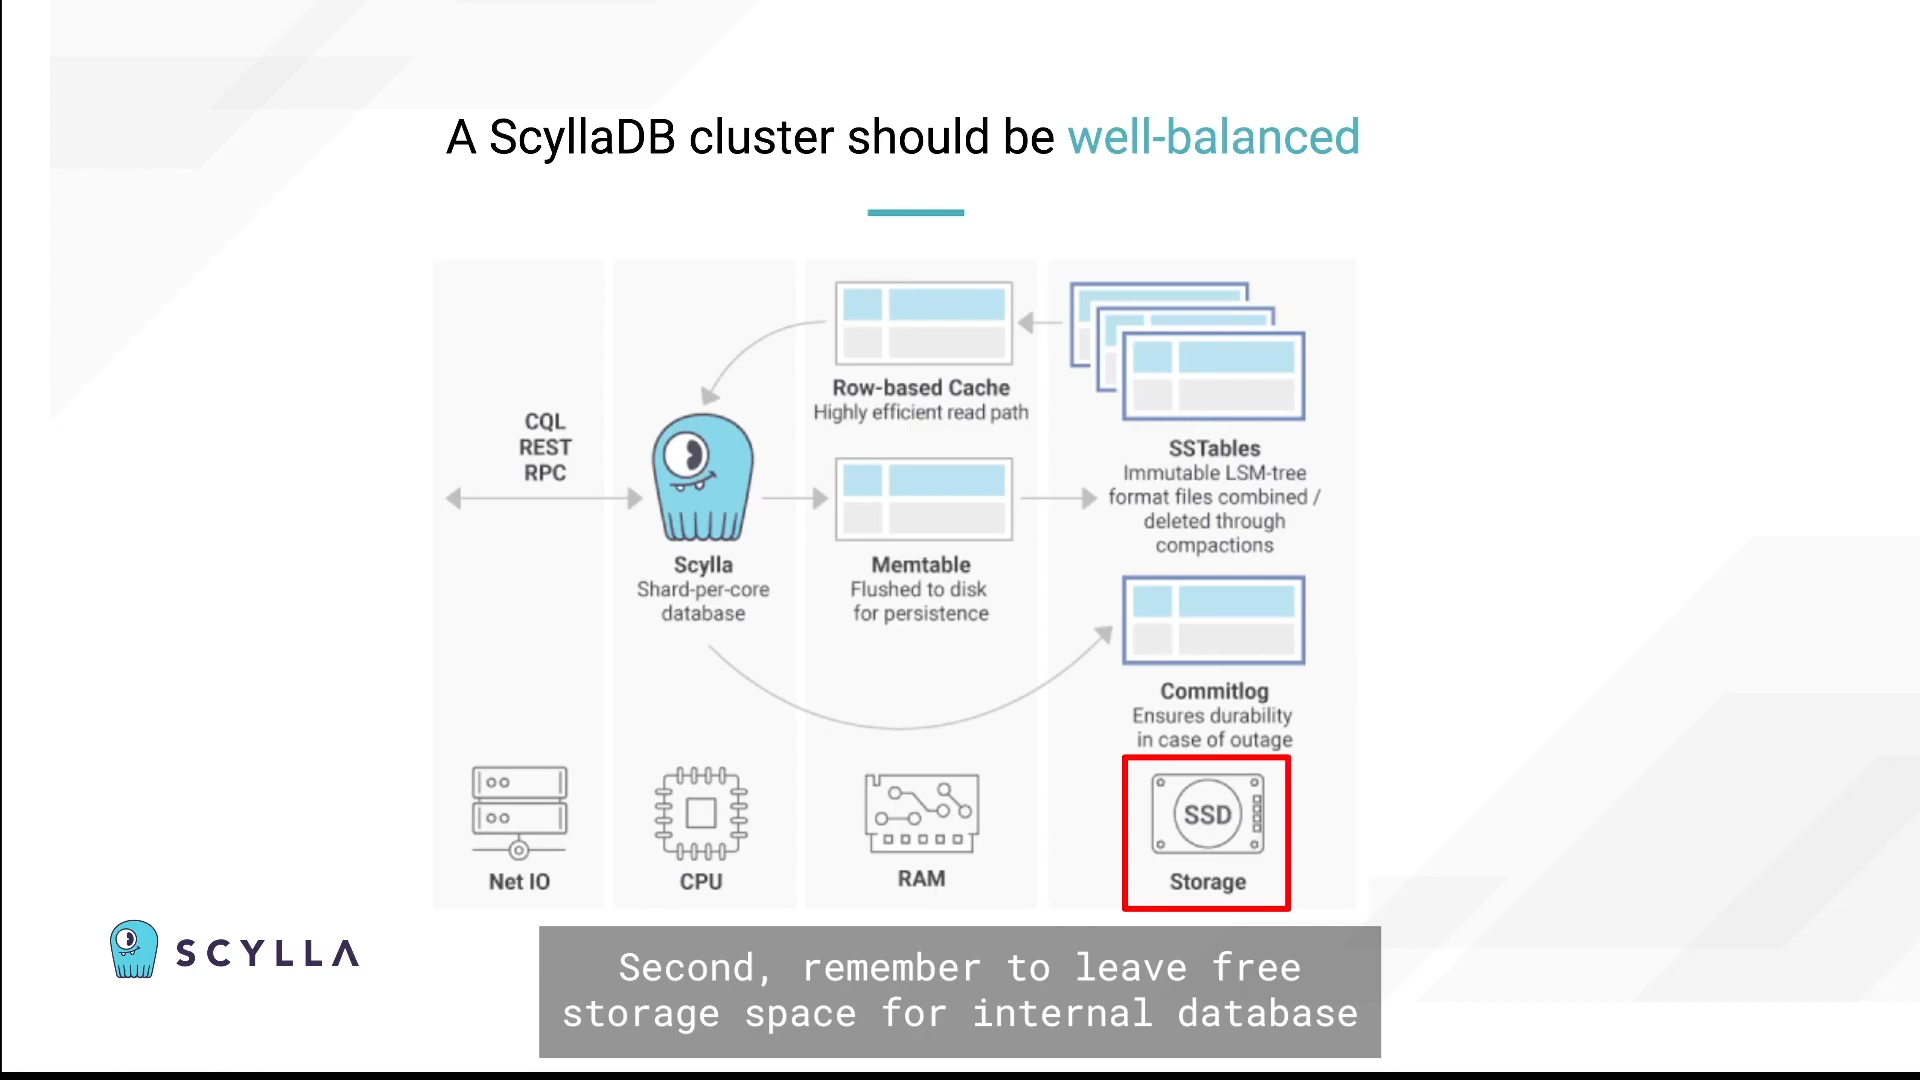 A ScyllaDB cluster should be well-balanced
CQL
REST
RPC
Scylla
Shard-per-core
database
Row-based Cache
Highly efficient read path
Memtable
Flushed to disk
for persistence
SSTables
Immutable LSM-tree
format files combined /
deleted through
compactions
Commitlog
Ensures durability
in case of outage
Net IO
CPU
RAM
SSD
Storage
SCYLLA
Second, remember to leave free
storage space for internal database